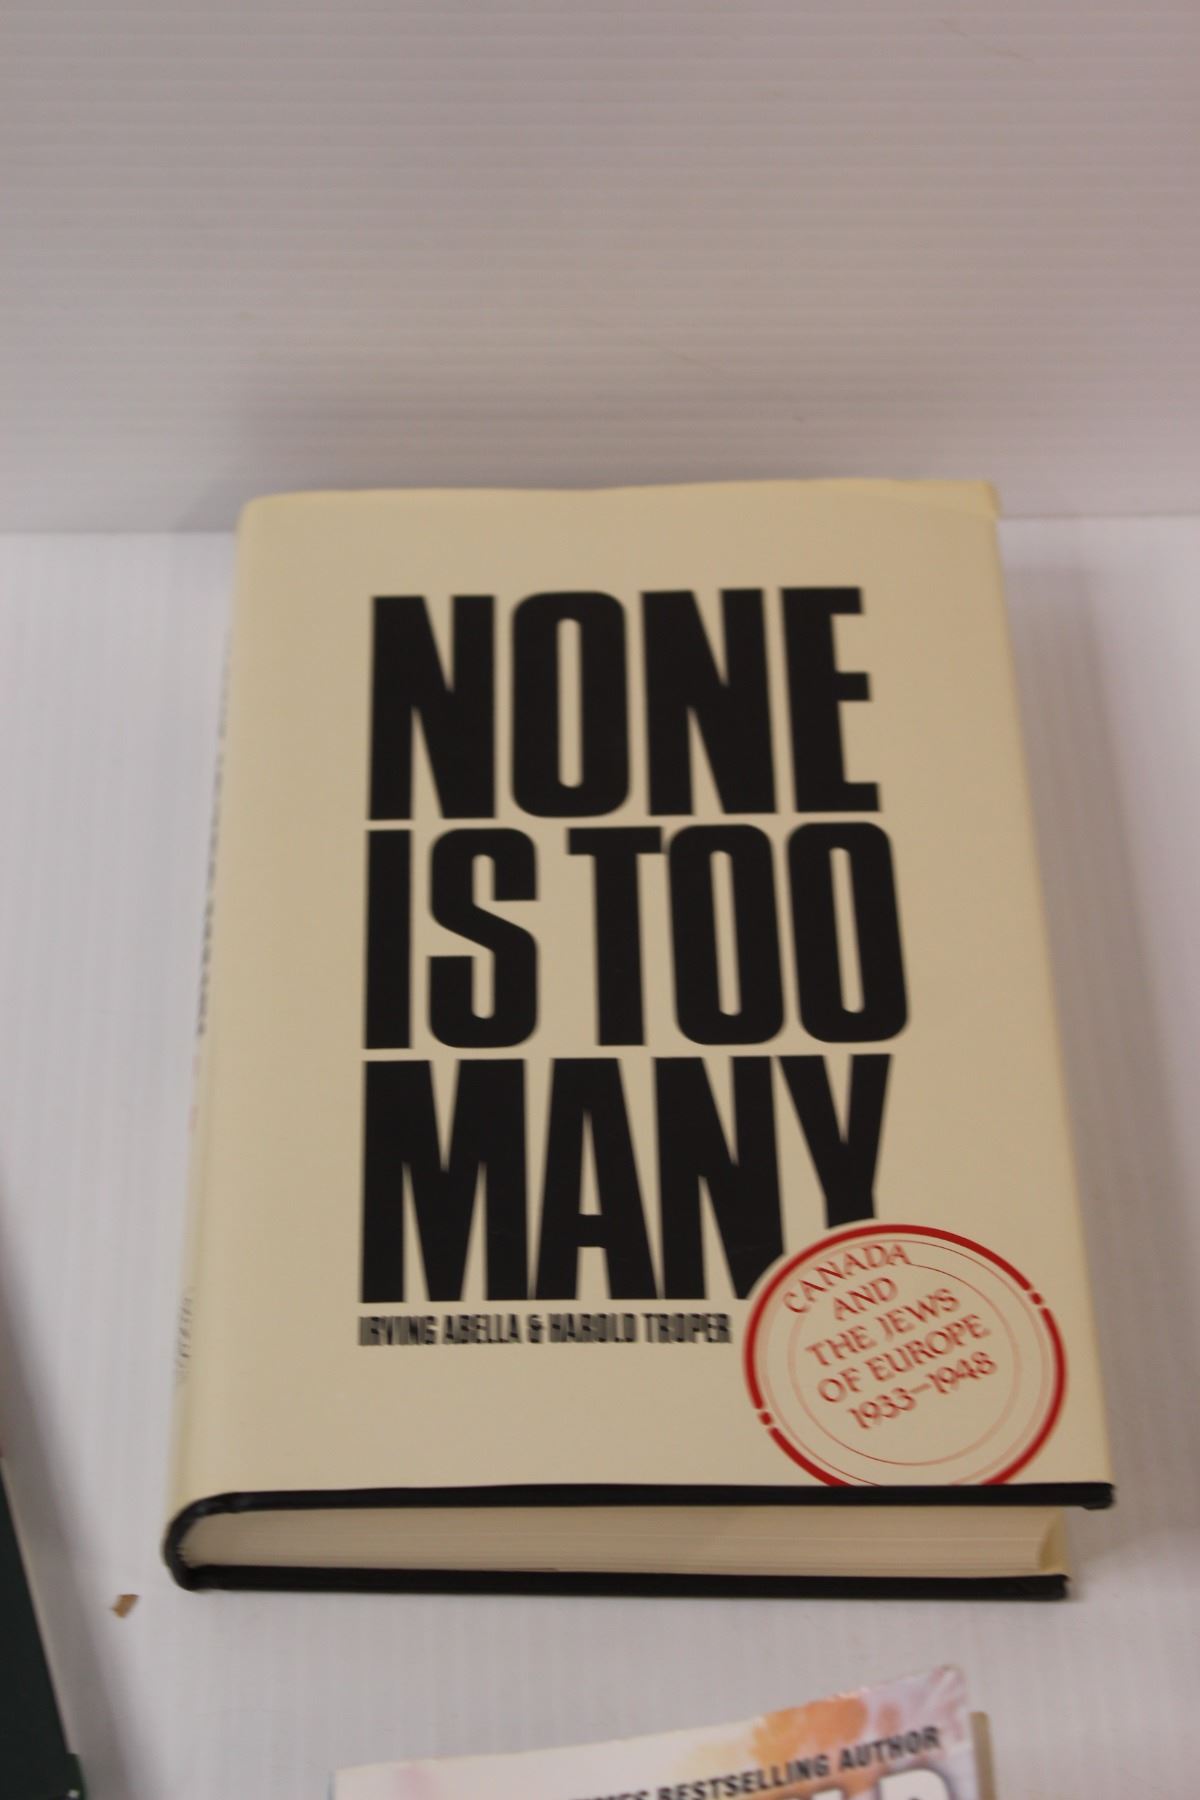 NONE
IS TOO
MANY
IRVING ABELLA & HAROLD TROPER
CANADA
AND
THE JEWS
OF EUROPE
1933–1948
BESTSELLING AUTHOR